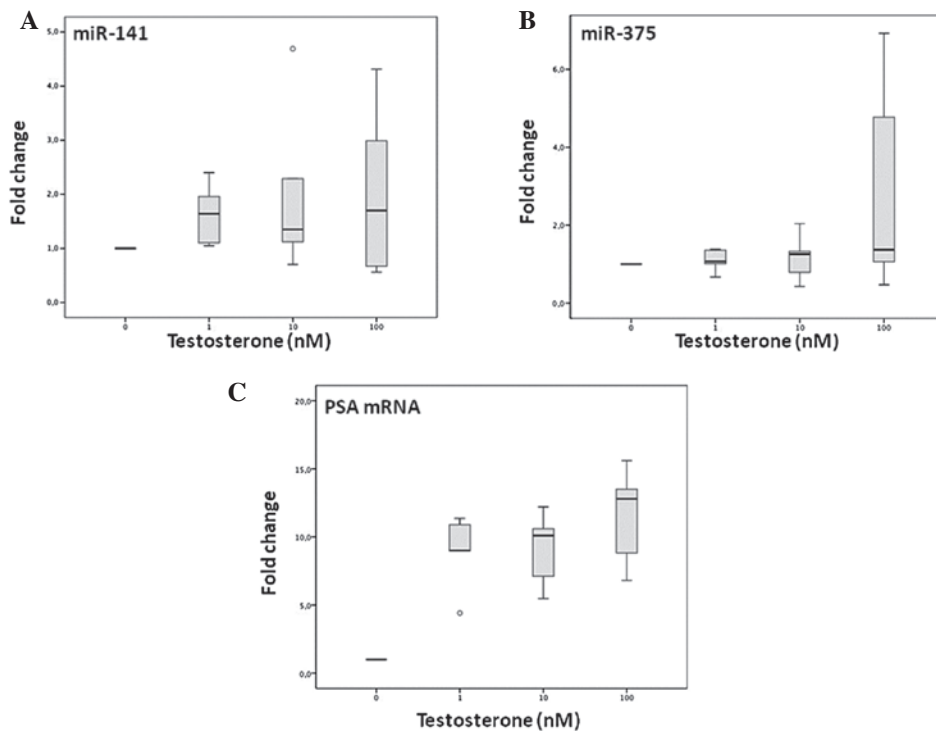 A
miR-141
5,0
4,0
3,0
2,0
1,0
0,0
Fold change
0 1 10 100
Testosterone (nM)
B
miR-375
6,0
4,0
2,0
0,0
Fold change
0 1 10 100
Testosterone (nM)
C
PSA mRNA
20,0
15,0
10,0
5,0
0,0
Fold change
0 1 10 100
Testosterone (nM)